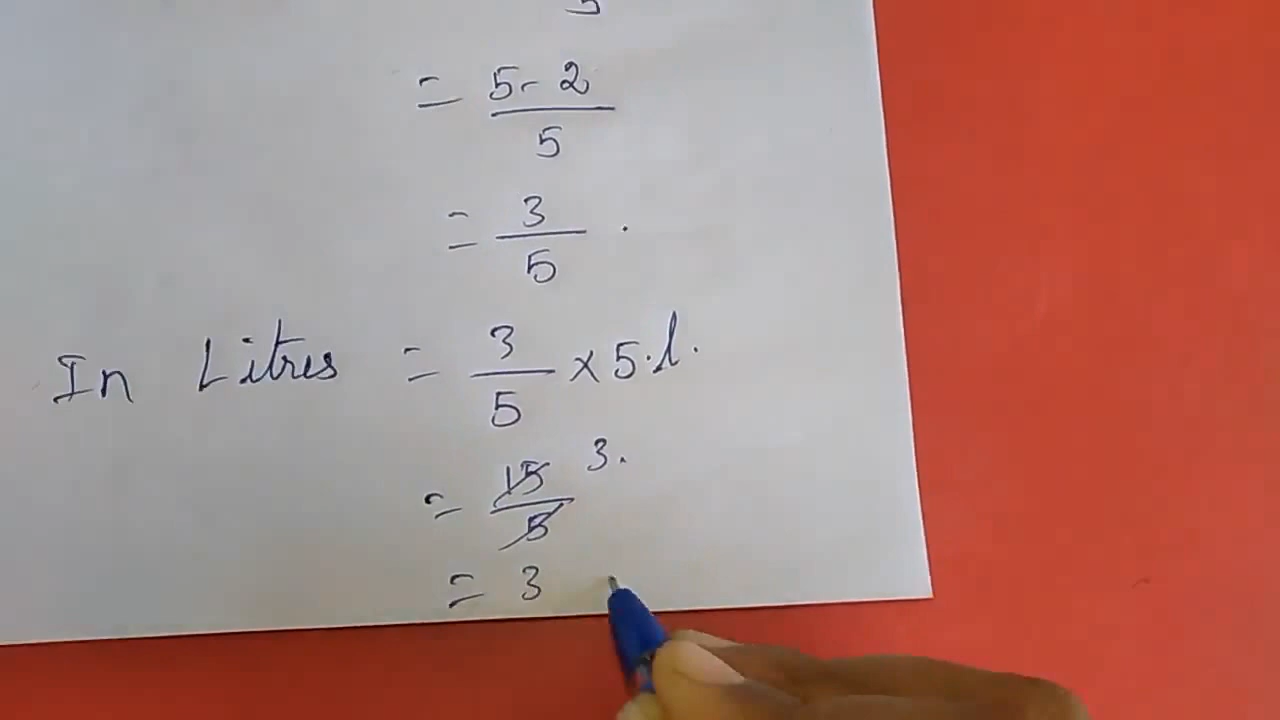 = 5-2
5
= 3
5 .
In Litres = 3/5 × 5.l.
= 15/5 3.
= 3